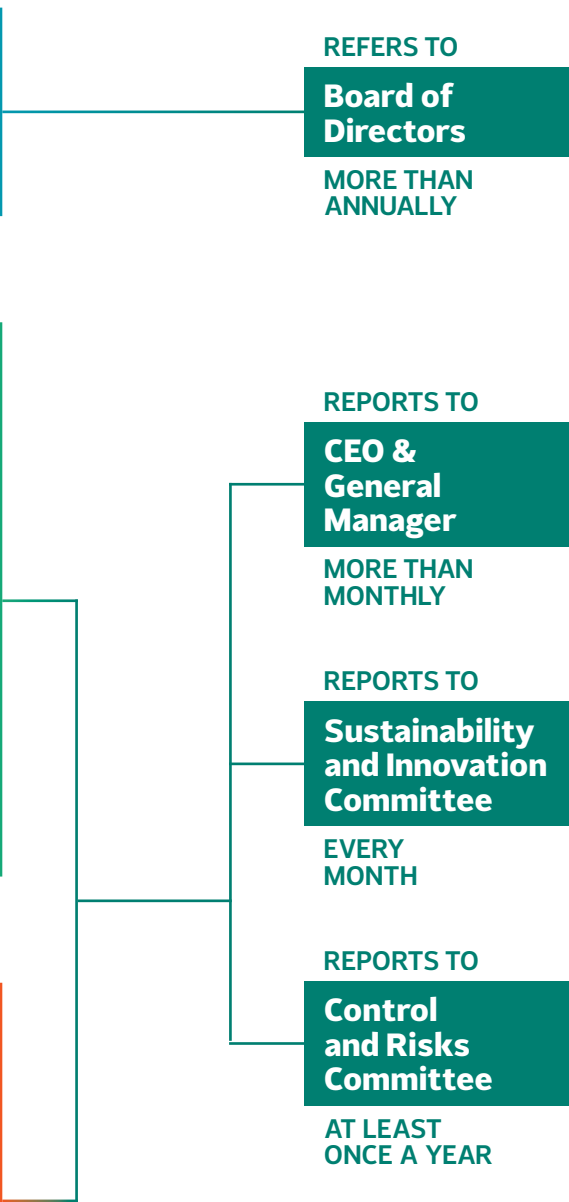 REFERS TO
Board of
Directors
MORE THAN
ANNUALLY
REPORTS TO
CEO &
General
Manager
MORE THAN
MONTHLY
REPORTS TO
Sustainability
and Innovation
Committee
EVERY
MONTH
REPORTS TO
Control
and Risks
Committee
AT LEAST
ONCE A YEAR